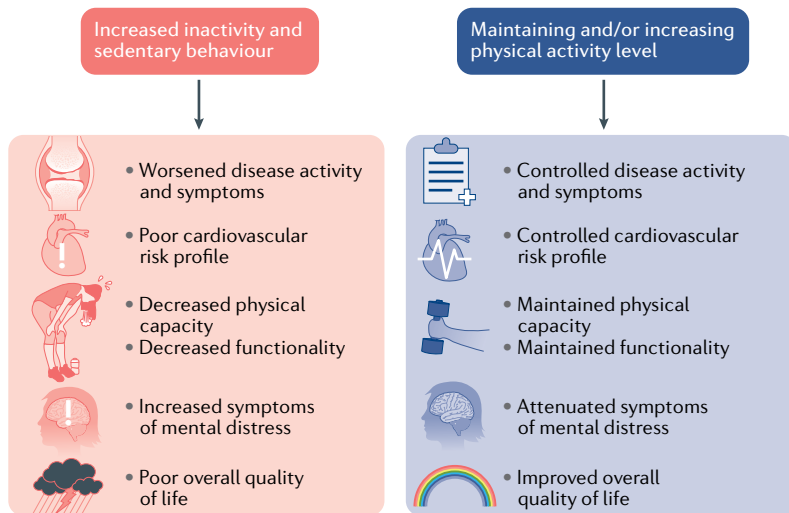 Increased inactivity and
sedentary behaviour
• Worsened disease activity
and symptoms
• Poor cardiovascular
risk profile
• Decreased physical
capacity
• Decreased functionality
• Increased symptoms
of mental distress
• Poor overall quality
of life
Maintaining and/or increasing
physical activity level
• Controlled disease activity
and symptoms
• Controlled cardiovascular
risk profile
• Maintained physical
capacity
• Maintained functionality
• Attenuated symptoms
of mental distress
• Improved overall
quality of life